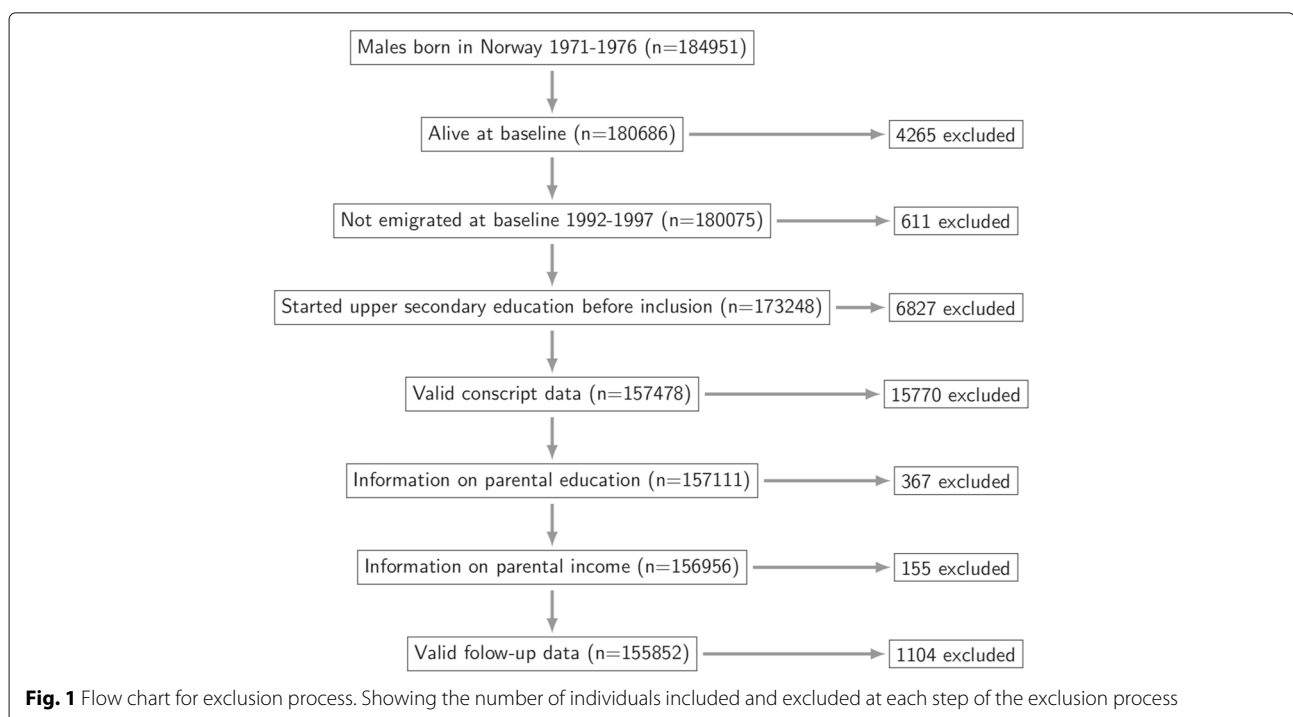 Males born in Norway 1971-1976 (n=184951)
Alive at baseline (n=180686)
4265 excluded
Not emigrated at baseline 1992-1997 (n=180075)
611 excluded
Started upper secondary education before inclusion (n=173248)
6827 excluded
Valid conscript data (n=157478)
15770 excluded
Information on parental education (n=157111)
367 excluded
Information on parental income (n=156956)
155 excluded
Valid folow-up data (n=155852)
1104 excluded
Fig. 1 Flow chart for exclusion process. Showing the number of individuals included and excluded at each step of the exclusion process